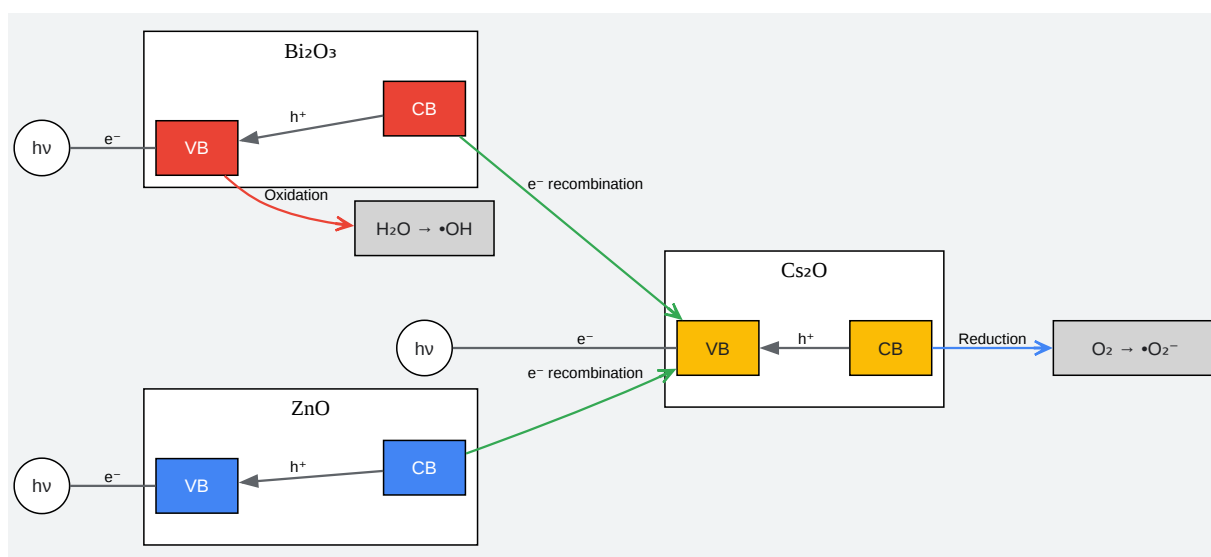 Bi₂O₃
CB
h⁺
VB
hν
e⁻
Oxidation
H₂O → •OH
e⁻ recombination
Cs₂O
hν
e⁻
VB
h⁺
CB
Reduction
O₂ → •O₂⁻
e⁻ recombination
ZnO
CB
h⁺
VB
hν
e⁻